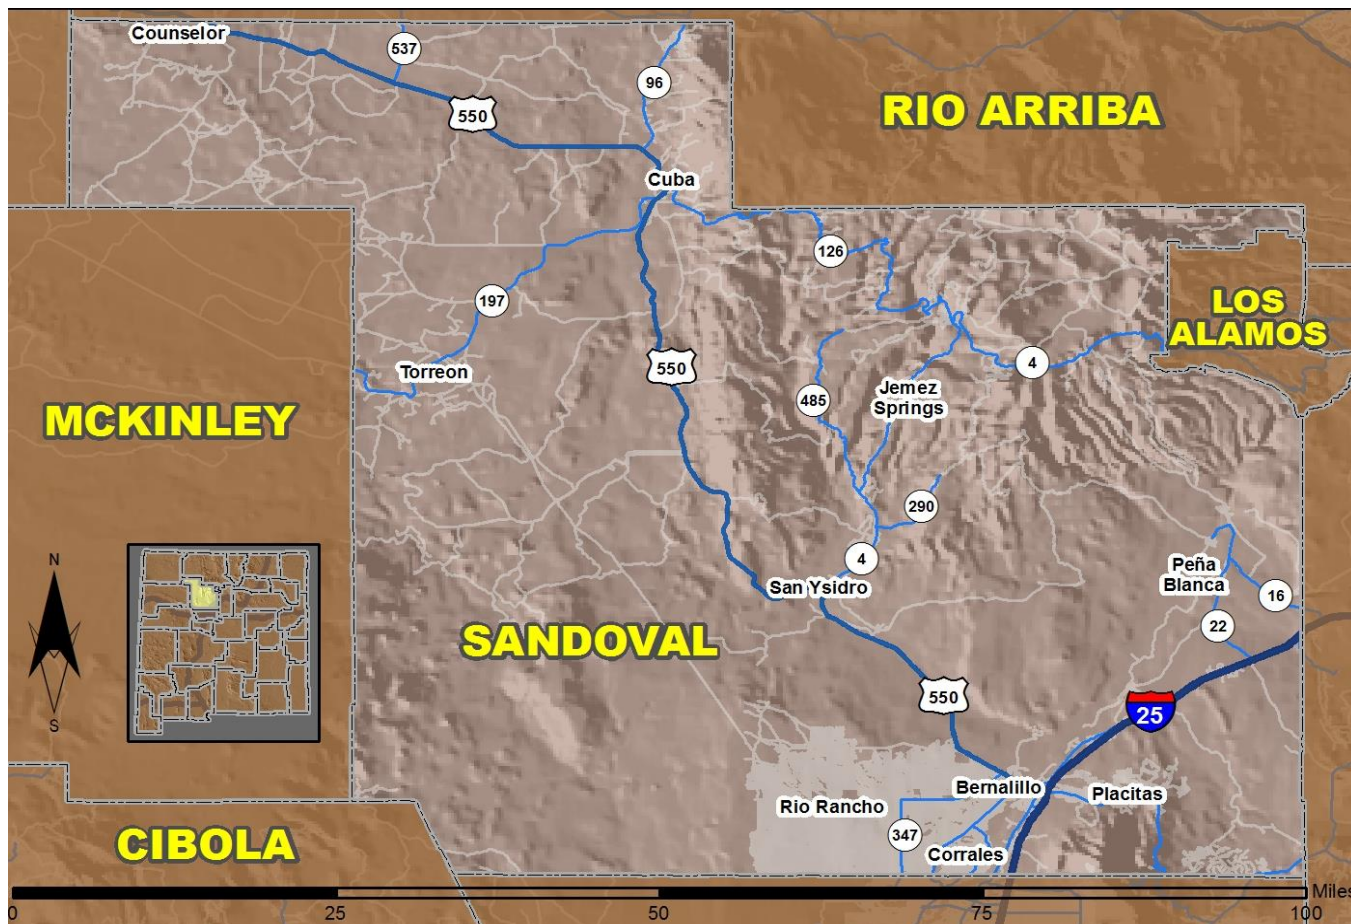 Counselor
537
96
550
RIO ARRIBA
Cuba
126
197
LOS
ALAMOS
550
4
Torreon
485
Jemez
Springs
MCKINLEY
290
N
4
Peña
Blanca
San Ysidro
16
22
SANDOVAL
550
25
S
Bernalillo
Placitas
Rio Rancho
347
Corrales
CIBOLA
Miles
0
25
50
75
100